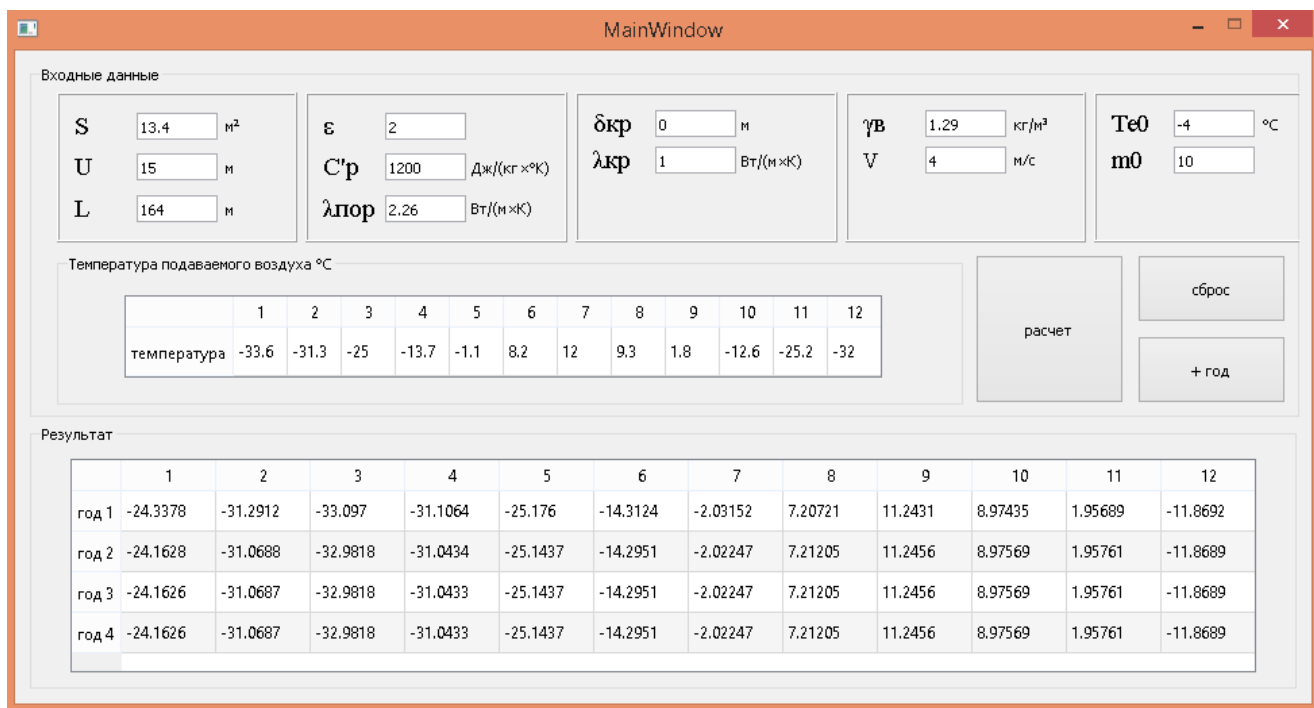 MainWindow
Входные данные
S 13.4 м²
U 15 м
L 164 м
ε 2
C'p 1200 Дж/(кг×°К)
λпор 2.26 Вт/(м×К)
δкр 0 м
λкр 1 Вт/(м×К)
γв 1.29 кг/м³
V 4 м/с
Te0 -4 °C
m0 10
Температура подаваемого воздуха °C
1 2 3 4 5 6 7 8 9 10 11 12
температура -33.6 -31.3 -25 -13.7 -1.1 8.2 12 9.3 1.8 -12.6 -25.2 -32
расчет
сброс
+ год
Результат
1 2 3 4 5 6 7 8 9 10 11 12
год 1 -24.3378 -31.2912 -33.097 -31.1064 -25.176 -14.3124 -2.03152 7.20721 11.2431 8.97435 1.95689 -11.8692
год 2 -24.1628 -31.0688 -32.9818 -31.0434 -25.1437 -14.2951 -2.02247 7.21205 11.2456 8.97569 1.95761 -11.8689
год 3 -24.1626 -31.0687 -32.9818 -31.0433 -25.1437 -14.2951 -2.02247 7.21205 11.2456 8.97569 1.95761 -11.8689
год 4 -24.1626 -31.0687 -32.9818 -31.0433 -25.1437 -14.2951 -2.02247 7.21205 11.2456 8.97569 1.95761 -11.8689